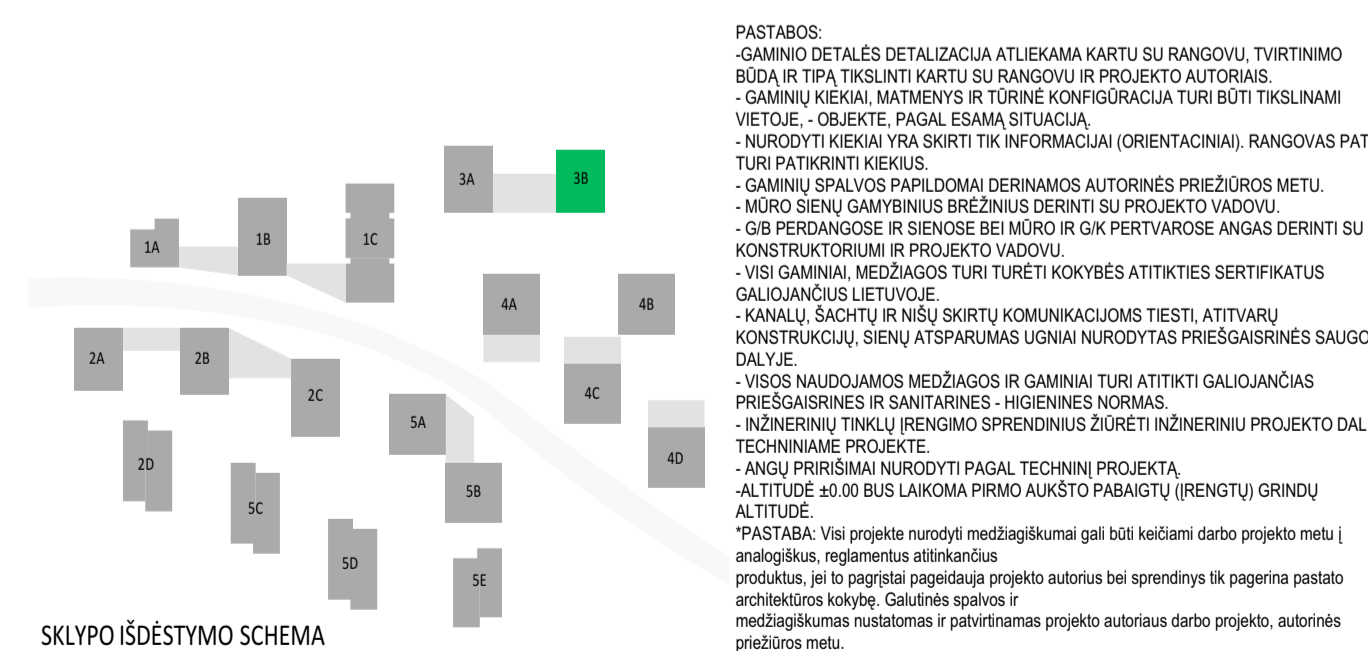 3A
3B
1A
1B
1C
4A
4B
2A
2B
2C
4C
5A
4D
2D
5B
5C
5D
5E
SKLYPO IŠDĖSTYMO SCHEMA
PASTABOS:
-GAMINIO DETALĖS DETALIZACIJA ATLIEKAMA KARTU SU RANGOVU, TVIRTINIMO
BŪDĄ IR TIPĄ TIKSLINTI KARTU SU RANGOVU IR PROJEKTO AUTORIAIS.
- GAMINIŲ KIEKIAI, MATMENYS IR TŪRINĖ KONFIGŪRACIJA TURI BŪTI TIKSLINAMI
VIETOJE, - OBJEKTE, PAGAL ESAMĄ SITUACIJĄ.
- NURODYTI KIEKIAI YRA SKIRTI TIK INFORMACIJAI (ORIENTACINIAI). RANGOVAS PAT
TURI PATIKRINTI KIEKIUS.
- GAMINIŲ SPALVOS PAPILDOMAI DERINAMOS AUTORINĖS PRIEŽIŪROS METU.
- MŪRO SIENŲ GAMYBINIUS BRĖŽINIUS DERINTI SU PROJEKTO VADOVU.
- G/B PERDANGOSE IR SIENOSE BEI MŪRO IR G/K PERTVAROSE ANGAS DERINTI SU
KONSTRUKTORIUMI IR PROJEKTO VADOVU.
- VISI GAMINIAI, MEDŽIAGOS TURI TURĖTI KOKYBĖS ATITIKTIES SERTIFIKATUS
GALIOJANČIUS LIETUVOJE.
- KANALŲ, ŠACHTŲ IR NIŠŲ SKIRTŲ KOMUNIKACIJOMS TIESTI, ATITVARŲ
KONSTRUKCIJŲ, SIENŲ ATSPARUMAS UGNIAI NURODYTAS PRIEŠGAISRINĖS SAUGO
DALYJE.
- VISOS NAUDOJAMOS MEDŽIAGOS IR GAMINIAI TURI ATITIKTI GALIOJANČIAS
PRIEŠGAISRINES IR SANITARINES - HIGIENINES NORMAS.
- INŽINERINIŲ TINKLŲ ĮRENGIMO SPRENDINIUS ŽIŪRĖTI INŽINERINIU PROJEKTO DAL
TECHNINIAME PROJEKTE.
- ANGŲ PRIRIŠIMAI NURODYTI PAGAL TECHNINĮ PROJEKTĄ.
-ALTITUDĖ ±0.00 BUS LAIKOMA PIRMO AUKŠTO PABAIGTŲ (ĮRENGTŲ) GRINDŲ
ALTITUDĖ.
*PASTABA: Visi projekte nurodyti medžiagiškumai gali būti keičiami darbo projekto metu į
analogiškus, reglamentus atitinkančius
produktus, jei to pagrįstai pageidauja projekto autorius bei sprendinys tik pagerina pastato
architektūros kokybę. Galutinės spalvos ir
medžiagiškumas nustatomas ir patvirtinamas projekto autoriaus darbo projekto, autorinės
priežiūros metu.